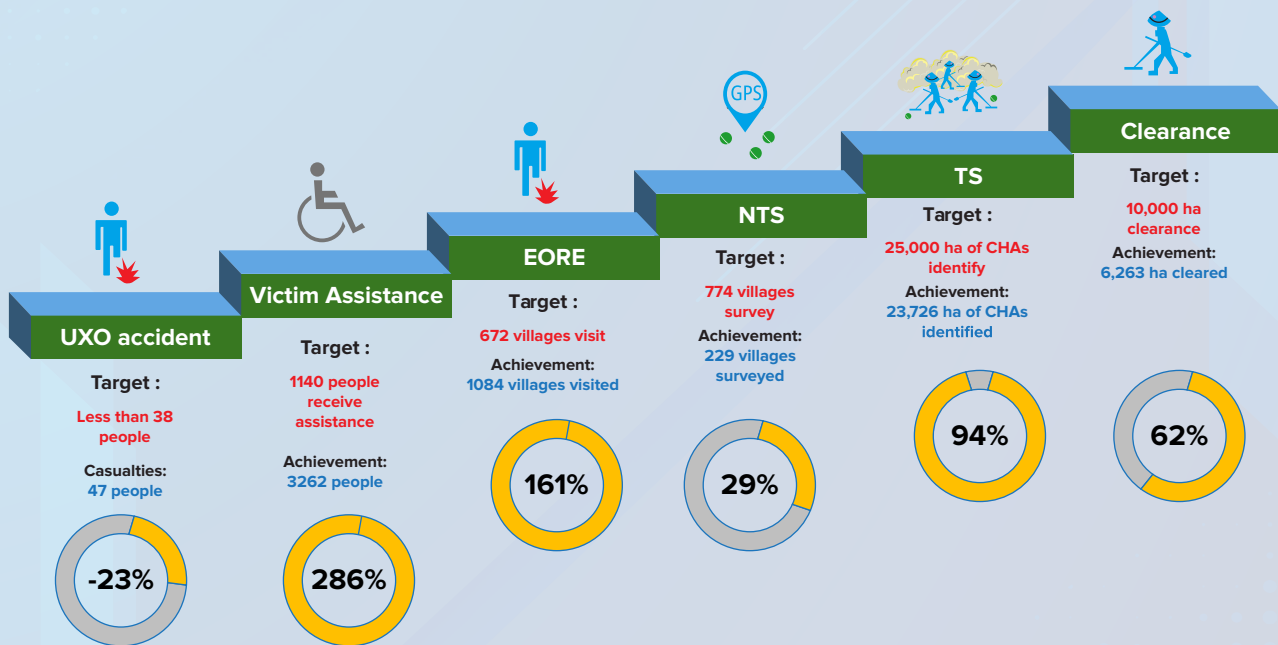 UXO accident
Target :
Less than 38
people
Casualties:
47 people
-23%
Victim Assistance
Target :
1140 people
receive
assistance
Achievement:
3262 people
286%
EORE
Target :
672 villages visit
Achievement:
1084 villages visited
161%
GPS
NTS
Target :
774 villages
survey
Achievement:
229 villages
surveyed
29%
TS
Target :
25,000 ha of CHAs
identify
Achievement:
23,726 ha of CHAs
identified
94%
Clearance
Target :
10,000 ha
clearance
Achievement:
6,263 ha cleared
62%